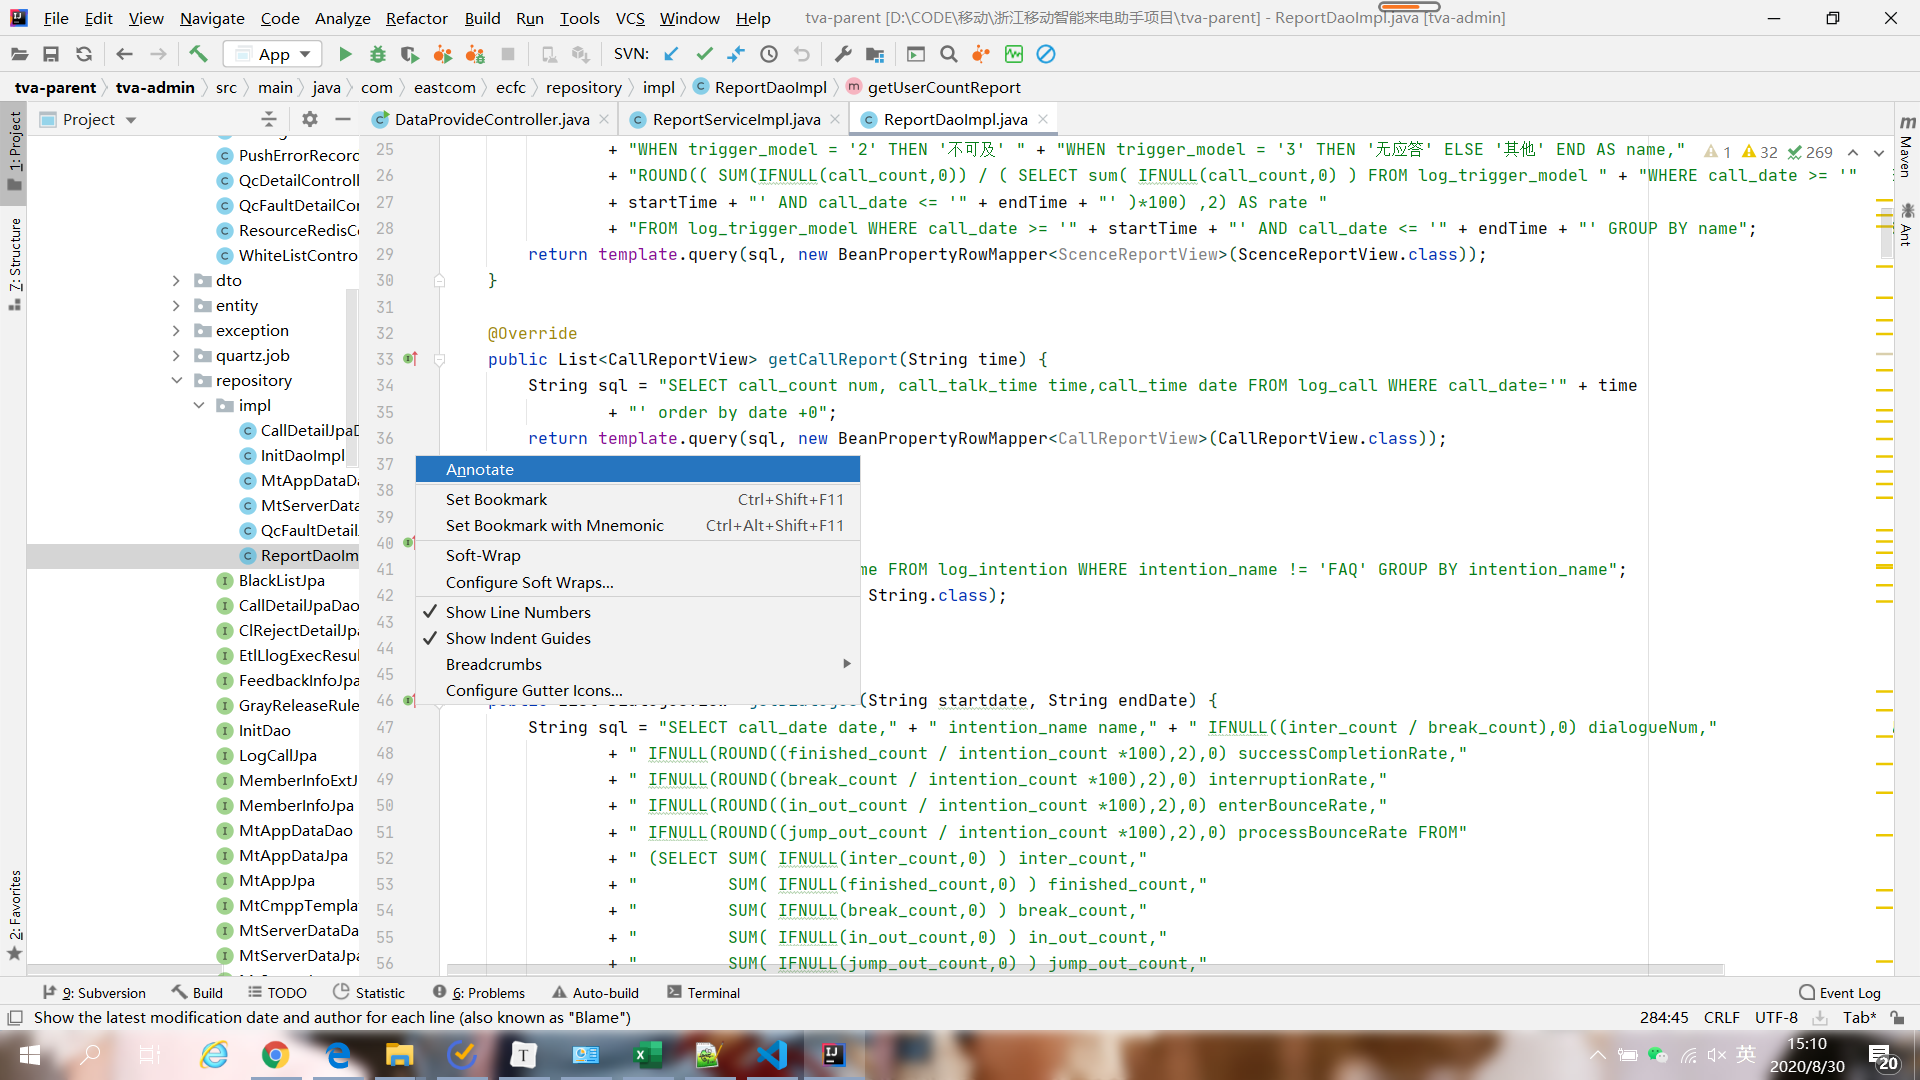 File Edit View Navigate Code Analyze Refactor Build Run Tools VCS Window Help tva-parent [D:\CODE\移动\浙江移动智能来电助手项目\tva-parent] - ReportDaoImpl.java [tva-admin]
App SVN:
tva-parent tva-admin src main java com eastcom ecfc repository impl ReportDaoImpl getUserCountReport
Project DataProvideController.java ReportServiceImpl.java ReportDaoImpl.java
1: Project
7: Structure
2: Favorites
Maven
Ant
PushErrorRecord
QcDetailControll
QcFaultDetailCor
ResourceRedisCo
WhiteListContro
dto
entity
exception
quartz.job
repository
impl
CallDetailJpaD
InitDaoImpl
MtAppDataDa
MtServerData
QcFaultDetail
ReportDaoIm
BlackListJpa
CallDetailJpaDao
ClRejectDetailJpa
EtlLlogExecResul
FeedbackInfoJpa
GrayReleaseRule
InitDao
LogCallJpa
MemberInfoExtJ
MemberInfoJpa
MtAppDataDao
MtAppDataJpa
MtAppJpa
MtCmppTempla
MtServerDataDa
MtServerDataJpa
1 32 269
25 + "WHEN trigger_model = '2' THEN '不可及' " + "WHEN trigger_model = '3' THEN '无应答' ELSE '其他' END AS name,"
26 + "ROUND(( SUM(IFNULL(call_count,0)) / ( SELECT sum( IFNULL(call_count,0) ) FROM log_trigger_model " + "WHERE call_date >= '"
27 + startTime + "' AND call_date <= '" + endTime + "' )*100) ,2) AS rate "
28 + "FROM log_trigger_model WHERE call_date >= '" + startTime + "' AND call_date <= '" + endTime + "' GROUP BY name";
29 return template.query(sql, new BeanPropertyRowMapper<ScenceReportView>(ScenceReportView.class));
30 }
31
32 @Override
33 public List<CallReportView> getCallReport(String time) {
34 String sql = "SELECT call_count num, call_talk_time time,call_time date FROM log_call WHERE call_date='" + time
35 + "' order by date +0";
36 return template.query(sql, new BeanPropertyRowMapper<CallReportView>(CallReportView.class));
37
38
39
40
41 me FROM log_intention WHERE intention_name != 'FAQ' GROUP BY intention_name";
42 String.class);
43
44
45
46 (String startdate, String endDate) {
47 String sql = "SELECT call_date date," + " intention_name name," + " IFNULL((inter_count / break_count),0) dialogueNum,"
48 + " IFNULL(ROUND((finished_count / intention_count *100),2),0) successCompletionRate,"
49 + " IFNULL(ROUND((break_count / intention_count *100),2),0) interruptionRate,"
50 + " IFNULL(ROUND((in_out_count / intention_count *100),2),0) enterBounceRate,"
51 + " IFNULL(ROUND((jump_out_count / intention_count *100),2),0) processBounceRate FROM"
52 + " (SELECT SUM( IFNULL(inter_count,0) ) inter_count,"
53 + " SUM( IFNULL(finished_count,0) ) finished_count,"
54 + " SUM( IFNULL(break_count,0) ) break_count,"
55 + " SUM( IFNULL(in_out_count,0) ) in_out_count,"
56 + " SUM( IFNULL(jump_out_count,0) ) jump_out_count,"
Annotate
Set Bookmark Ctrl+Shift+F11
Set Bookmark with Mnemonic Ctrl+Alt+Shift+F11
Soft-Wrap
Configure Soft Wraps...
Show Line Numbers
Show Indent Guides
Breadcrumbs
Configure Gutter Icons...
9: Subversion Build TODO Statistic 6: Problems Auto-build Terminal Event Log
Show the latest modification date and author for each line (also known as "Blame") 284:45 CRLF UTF-8 Tab*
英 15:10
2020/8/30 20